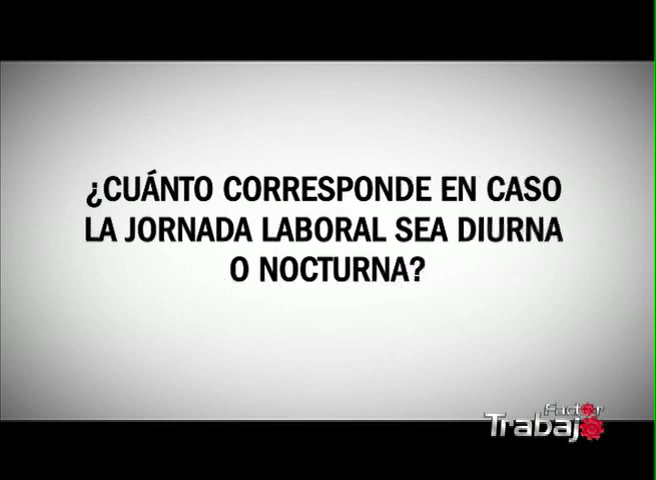 ¿CUÁNTO CORRESPONDE EN CASO
LA JORNADA LABORAL SEA DIURNA
O NOCTURNA?
Factor
Trabajo